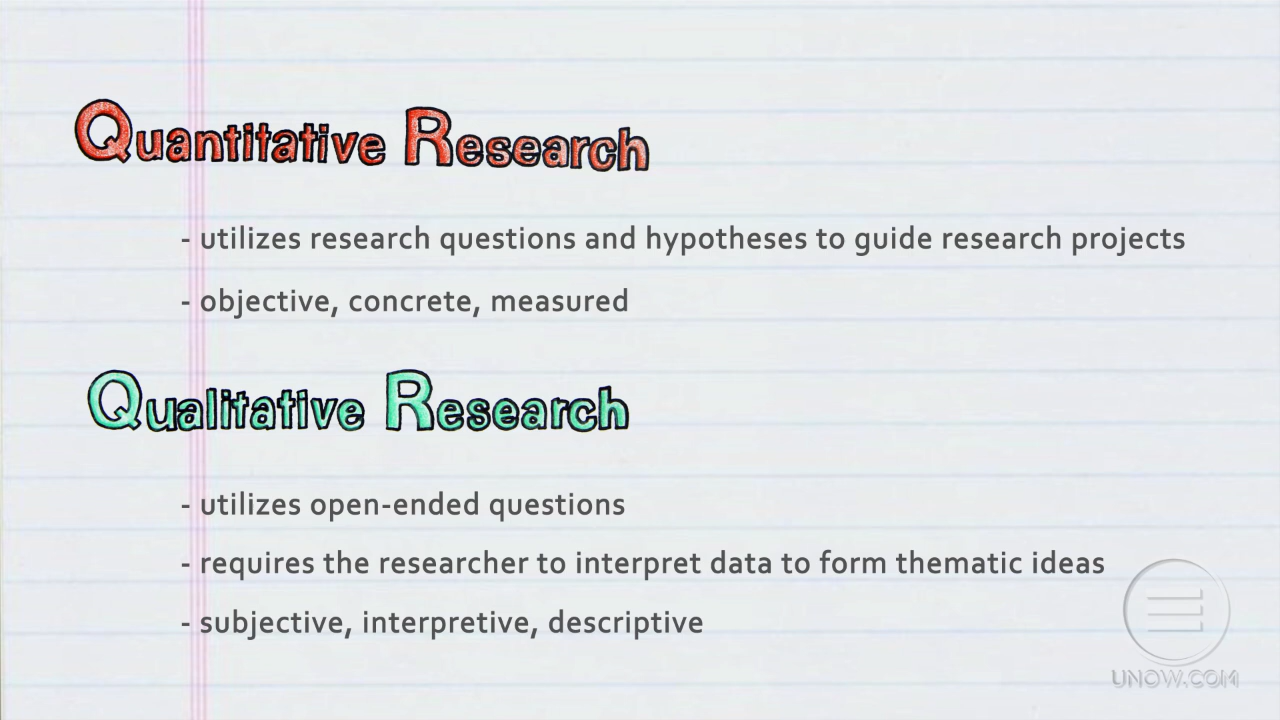 Quantitative Research
- utilizes research questions and hypotheses to guide research projects
- objective, concrete, measured
Qualitative Research
- utilizes open-ended questions
- requires the researcher to interpret data to form thematic ideas
- subjective, interpretive, descriptive
UNOW.COM